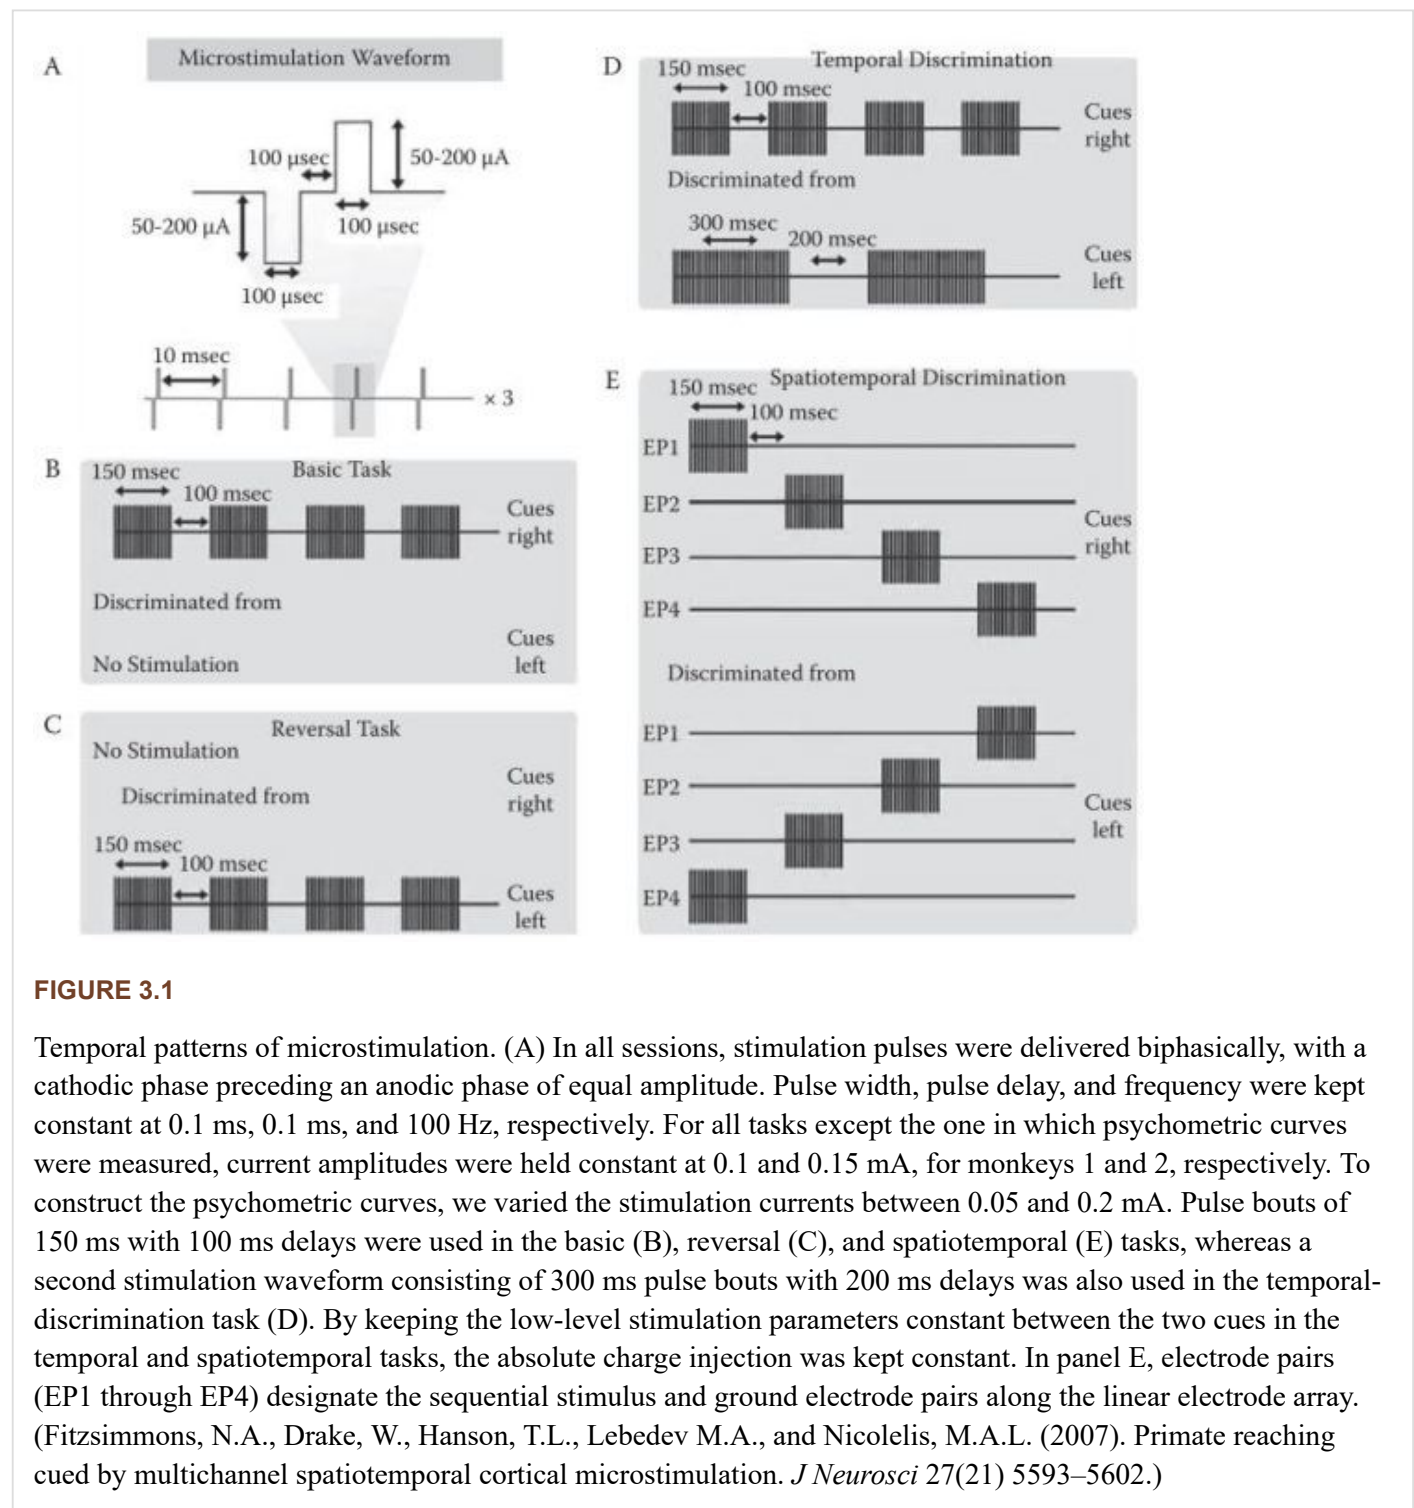 A
Microstimulation Waveform
100 µsec
50-200 µA
50-200 µA
100 µsec
100 µsec
10 msec
× 3
B
150 msec
Basic Task
100 msec
Cues
right
Discriminated from
Cues
left
No Stimulation
C
Reversal Task
No Stimulation
Cues
right
Discriminated from
150 msec
100 msec
Cues
left
D
Temporal Discrimination
150 msec
100 msec
Cues
right
Discriminated from
300 msec
200 msec
Cues
left
E
Spatiotemporal Discrimination
150 msec
100 msec
EP1
EP2
Cues
right
EP3
EP4
Discriminated from
EP1
EP2
Cues
left
EP3
EP4
FIGURE 3.1
Temporal patterns of microstimulation. (A) In all sessions, stimulation pulses were delivered biphasically, with a
cathodic phase preceding an anodic phase of equal amplitude. Pulse width, pulse delay, and frequency were kept
constant at 0.1 ms, 0.1 ms, and 100 Hz, respectively. For all tasks except the one in which psychometric curves
were measured, current amplitudes were held constant at 0.1 and 0.15 mA, for monkeys 1 and 2, respectively. To
construct the psychometric curves, we varied the stimulation currents between 0.05 and 0.2 mA. Pulse bouts of
150 ms with 100 ms delays were used in the basic (B), reversal (C), and spatiotemporal (E) tasks, whereas a
second stimulation waveform consisting of 300 ms pulse bouts with 200 ms delays was also used in the temporal-
discrimination task (D). By keeping the low-level stimulation parameters constant between the two cues in the
temporal and spatiotemporal tasks, the absolute charge injection was kept constant. In panel E, electrode pairs
(EP1 through EP4) designate the sequential stimulus and ground electrode pairs along the linear electrode array.
(Fitzsimmons, N.A., Drake, W., Hanson, T.L., Lebedev M.A., and Nicolelis, M.A.L. (2007). Primate reaching
cued by multichannel spatiotemporal cortical microstimulation. J Neurosci 27(21) 5593–5602.)